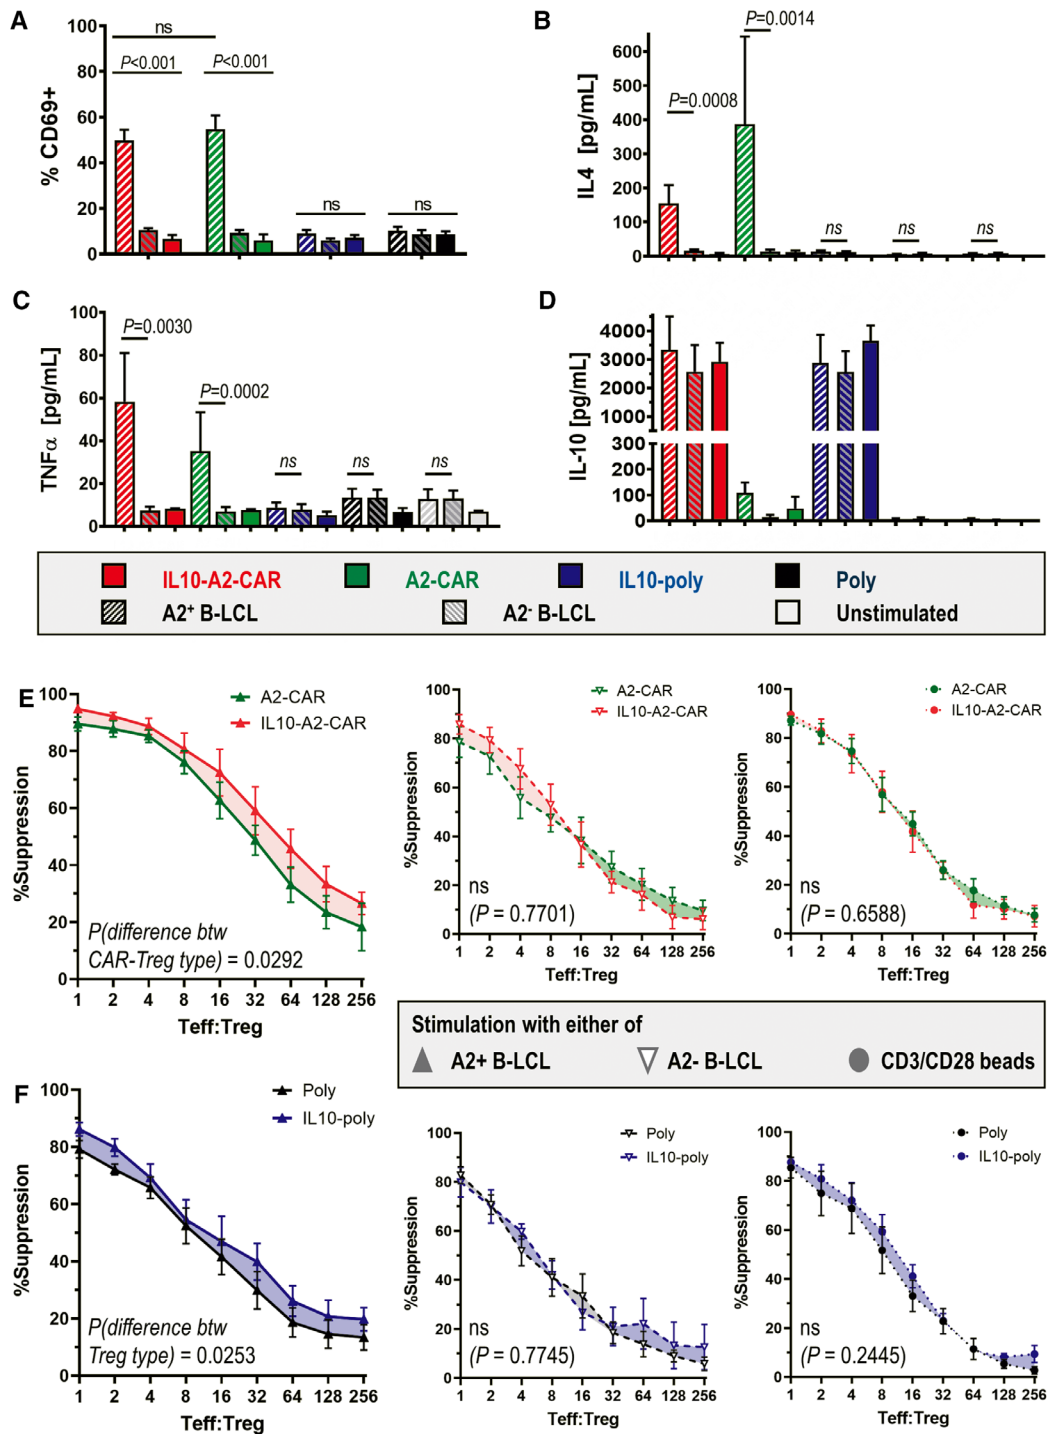 A
% CD69+
100
80
60
40
20
0
ns
P<0.001
P<0.001
ns
ns
B
IL4 [pg/mL]
600
500
400
300
200
100
0
P=0.0014
P=0.0008
ns
ns
ns
C
TNFα [pg/mL]
100
80
60
40
20
0
P=0.0030
P=0.0002
ns
ns
ns
D
IL-10 [pg/mL]
4000
3000
2000
1000
300
200
100
0
IL10-A2-CAR
A2-CAR
IL10-poly
Poly
A2+ B-LCL
A2- B-LCL
Unstimulated
E
%Suppression
100
80
60
40
20
0
A2-CAR
IL10-A2-CAR
P(difference btw
CAR-Treg type) = 0.0292
1 2 4 8 16 32 64 128 256
Teff:Treg
%Suppression
100
80
60
40
20
0
A2-CAR
IL10-A2-CAR
ns
(P = 0.7701)
1 2 4 8 16 32 64 128 256
Teff:Treg
%Suppression
100
80
60
40
20
0
A2-CAR
IL10-A2-CAR
ns
(P = 0.6588)
1 2 4 8 16 32 64 128 256
Teff:Treg
Stimulation with either of
A2+ B-LCL
A2- B-LCL
CD3/CD28 beads
F
%Suppression
100
80
60
40
20
0
Poly
IL10-poly
P(difference btw
Treg type) = 0.0253
1 2 4 8 16 32 64 128 256
Teff:Treg
%Suppression
100
80
60
40
20
0
Poly
IL10-poly
ns
(P = 0.7745)
1 2 4 8 16 32 64 128 256
Teff:Treg
%Suppression
100
80
60
40
20
0
Poly
IL10-poly
ns
(P = 0.2445)
1 2 4 8 16 32 64 128 256
Teff:Treg